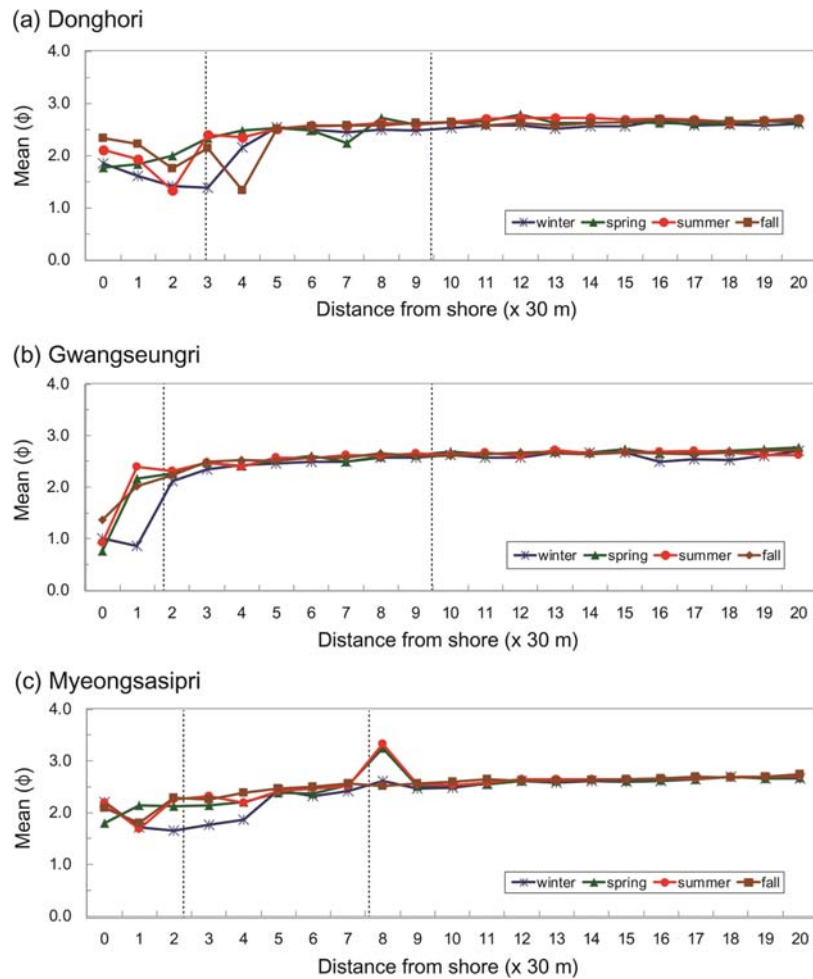 (a) Donghori
4.0
3.0
2.0
1.0
0.0
Mean (ϕ)
winter spring summer fall
0 1 2 3 4 5 6 7 8 9 10 11 12 13 14 15 16 17 18 19 20
Distance from shore (x 30 m)
(b) Gwangseungri
4.0
3.0
2.0
1.0
0.0
Mean (ϕ)
winter spring summer fall
0 1 2 3 4 5 6 7 8 9 10 11 12 13 14 15 16 17 18 19 20
Distance from shore (x 30 m)
(c) Myeongsasipri
4.0
3.0
2.0
1.0
0.0
Mean (ϕ)
winter spring summer fall
0 1 2 3 4 5 6 7 8 9 10 11 12 13 14 15 16 17 18 19 20
Distance from shore (x 30 m)